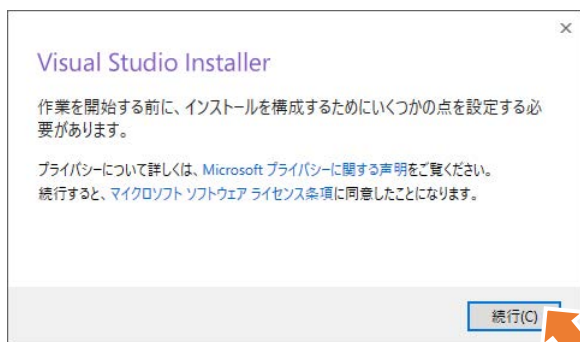 Visual Studio Installer
作業を開始する前に、インストールを構成するためにいくつかの点を設定する必
要があります。
プライバシーについて詳しくは、Microsoft プライバシーに関する声明をご覧ください。
続行すると、マイクロソフト ソフトウェア ライセンス条項に同意したことになります。
続行(C)